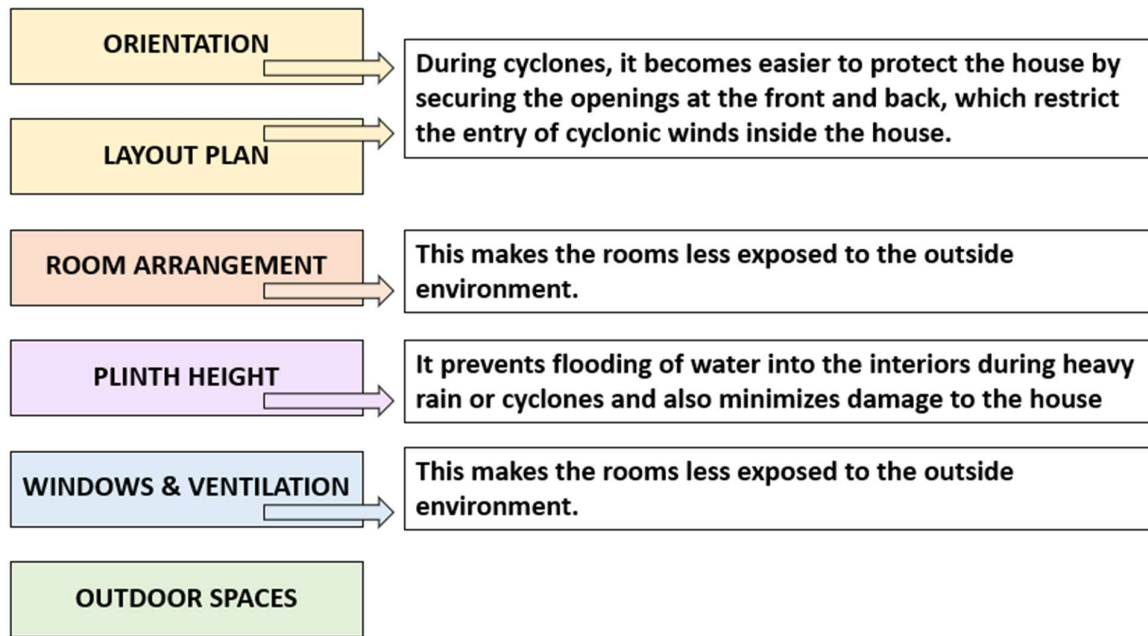 ORIENTATION
During cyclones, it becomes easier to protect the house by
securing the openings at the front and back, which restrict
the entry of cyclonic winds inside the house.
LAYOUT PLAN
ROOM ARRANGEMENT
This makes the rooms less exposed to the outside
environment.
PLINTH HEIGHT
It prevents flooding of water into the interiors during heavy
rain or cyclones and also minimizes damage to the house
WINDOWS & VENTILATION
This makes the rooms less exposed to the outside
environment.
OUTDOOR SPACES